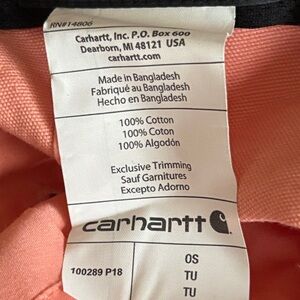 RN#14806
Carhartt, Inc. P.O. Box 600
Dearborn, MI 48121 USA
carhartt.com
Made in Bangladesh
Fabriqué au Bangladesh
Hecho en Bangladesh
100% Cotton
100% Coton
100% Algodón
Exclusive Trimming
Sauf Garnitures
Excepto Adorno
carhartt
100289 P18
OS
TU
TU